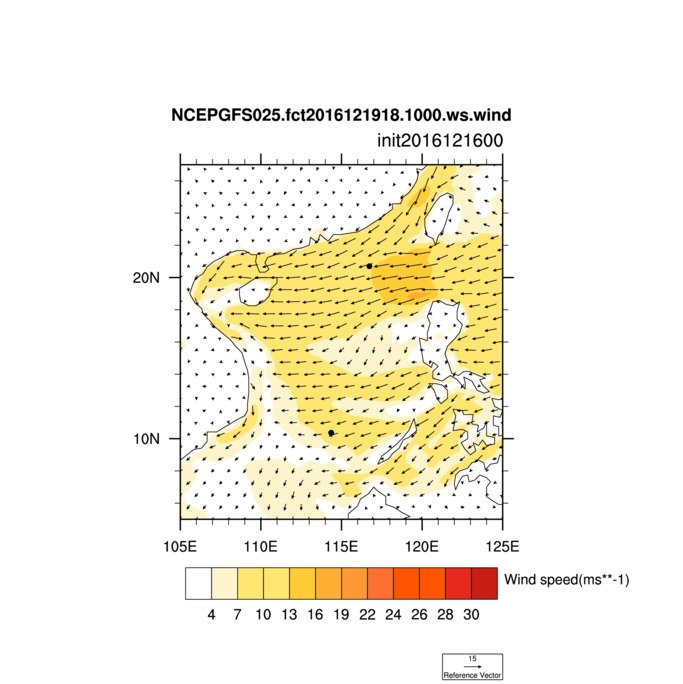 NCEPGFS025.fct2016121918.1000.ws.wind
init2016121600
20N
10N
105E 110E 115E 120E 125E
Wind speed(ms**-1)
4 7 10 13 16 19 22 24 26 28 30
15
Reference Vector